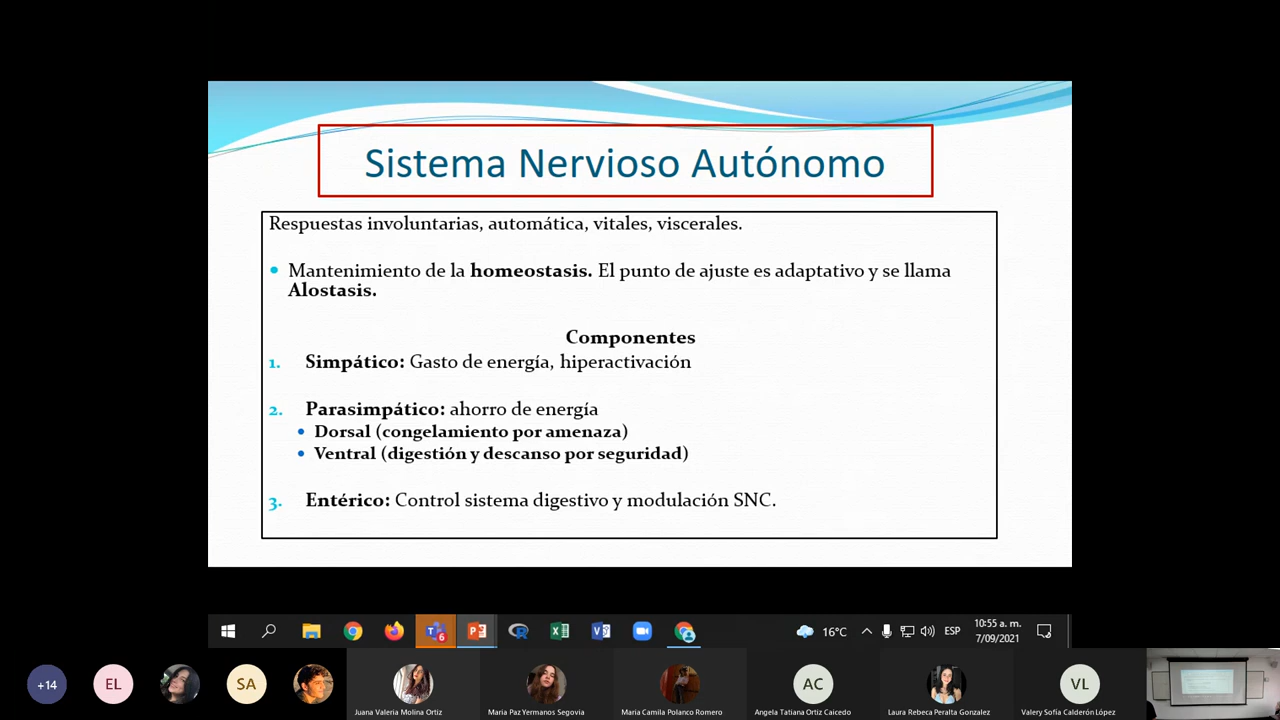 Sistema Nervioso Autónomo
Respuestas involuntarias, automática, vitales, viscerales.
• Mantenimiento de la homeostasis. El punto de ajuste es adaptativo y se llama
Alostasis.
Componentes
1. Simpático: Gasto de energía, hiperactivación
2. Parasimpático: ahorro de energía
• Dorsal (congelamiento por amenaza)
• Ventral (digestión y descanso por seguridad)
3. Entérico: Control sistema digestivo y modulación SNC.
6
16°C
ESP
10:55 a. m.
7/09/2021
+14
EL
SA
AC
VL
Juana Valeria Molina Ortiz
Maria Paz Yermanos Segovia
Maria Camila Polanco Romero
Angela Tatiana Ortiz Caicedo
Laura Rebeca Peralta Gonzalez
Valery Sofía Calderón López